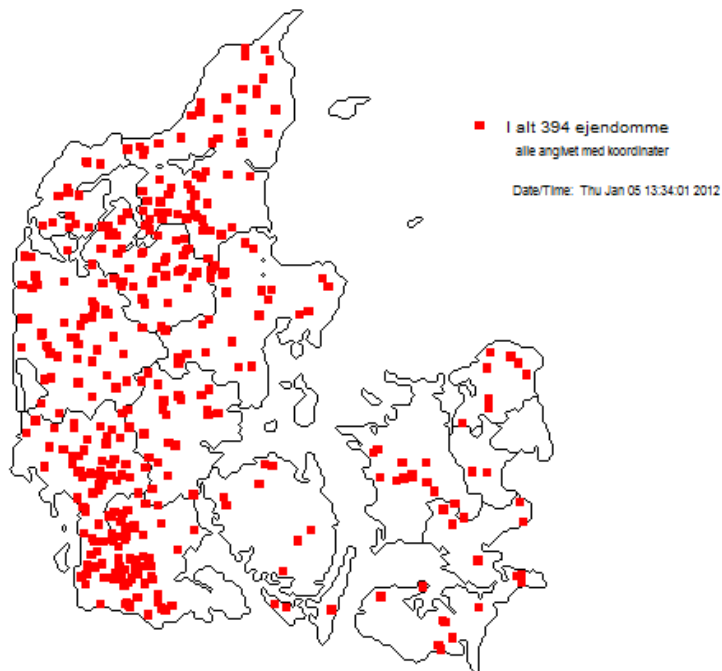 I alt 394 ejendomme
alle angivet med koordinater
Date/Time: Thu Jan 05 13:34:01 2012